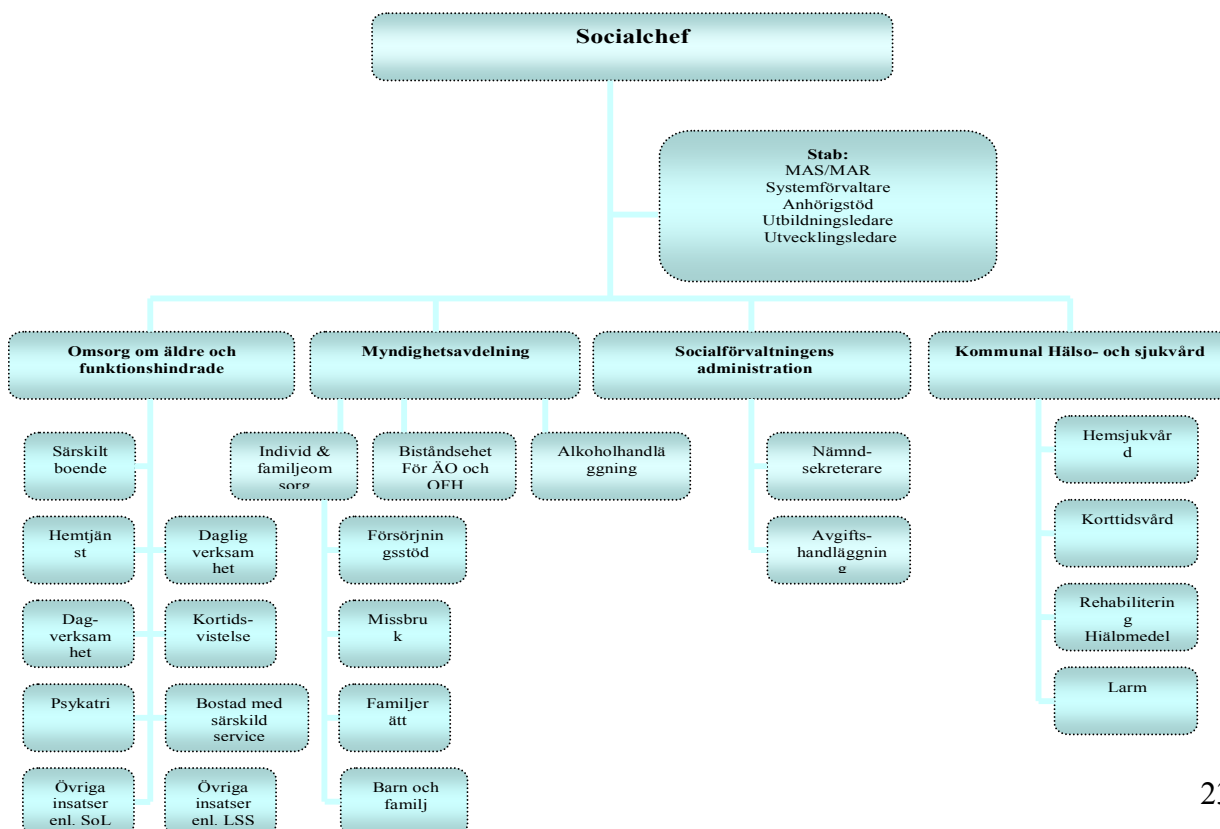 Socialchef
Stab:
MAS/MAR
Systemförvaltare
Anhörigstöd
Utbildningsledare
Utvecklingsledare
Omsorg om äldre och
funktionshindrade
Myndighetsavdelning
Socialförvaltningens
administration
Kommunal Hälso- och sjukvård
Särskilt
boende
Hemtjän
st
Daglig
verksam
het
Dag-
verksam
het
Kortids-
vistelse
Psykatri
Bostad med
särskild
service
Övriga
insatser
enl. SoL
Övriga
insatser
enl. LSS
Individ &
familjeom
sorg
Biståndsehet
För ÄO och
OFH
Alkoholhandlä
ggning
Försörjnin
gsstöd
Missbru
k
Familjer
ätt
Barn och
familj
Nämnd-
sekreterare
Avgifts-
handläggnin
g
Hemsjukvår
d
Korttidsvård
Rehabiliterin
g
Hjälpmedel
Larm